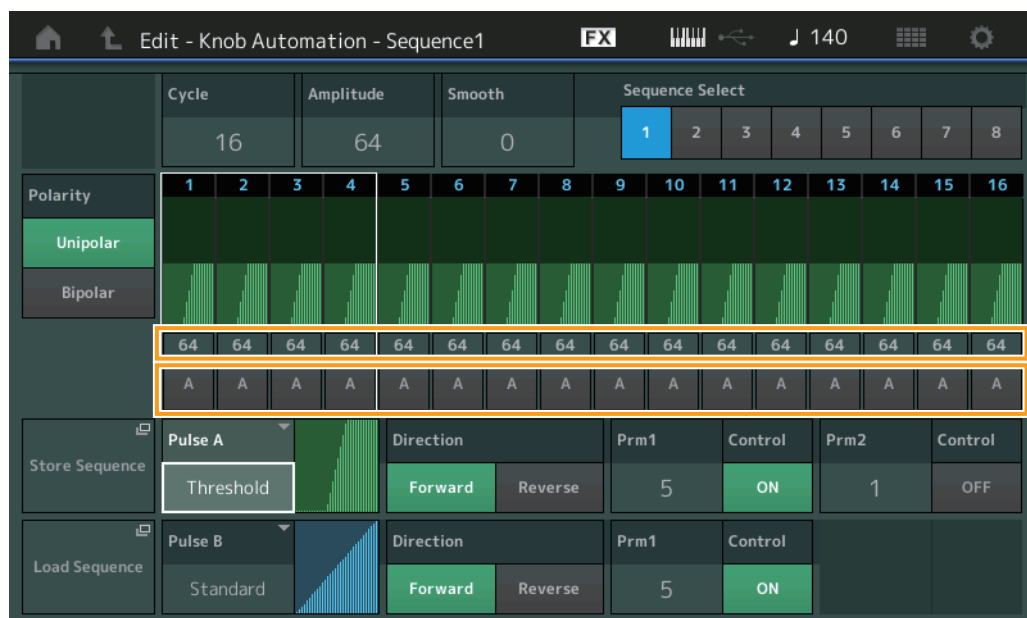 Edit - Knob Automation - Sequence1 FX ♩ 140
Cycle Amplitude Smooth Sequence Select
16 64 0 1 2 3 4 5 6 7 8
Polarity 1 2 3 4 5 6 7 8 9 10 11 12 13 14 15 16
Unipolar
Bipolar
64 64 64 64 64 64 64 64 64 64 64 64 64 64 64 64
A A A A A A A A A A A A A A A A
Store Sequence Pulse A Direction Prm1 Control Prm2 Control
Threshold Forward Reverse 5 ON 1 OFF
Load Sequence Pulse B Direction Prm1 Control
Standard Forward Reverse 5 ON